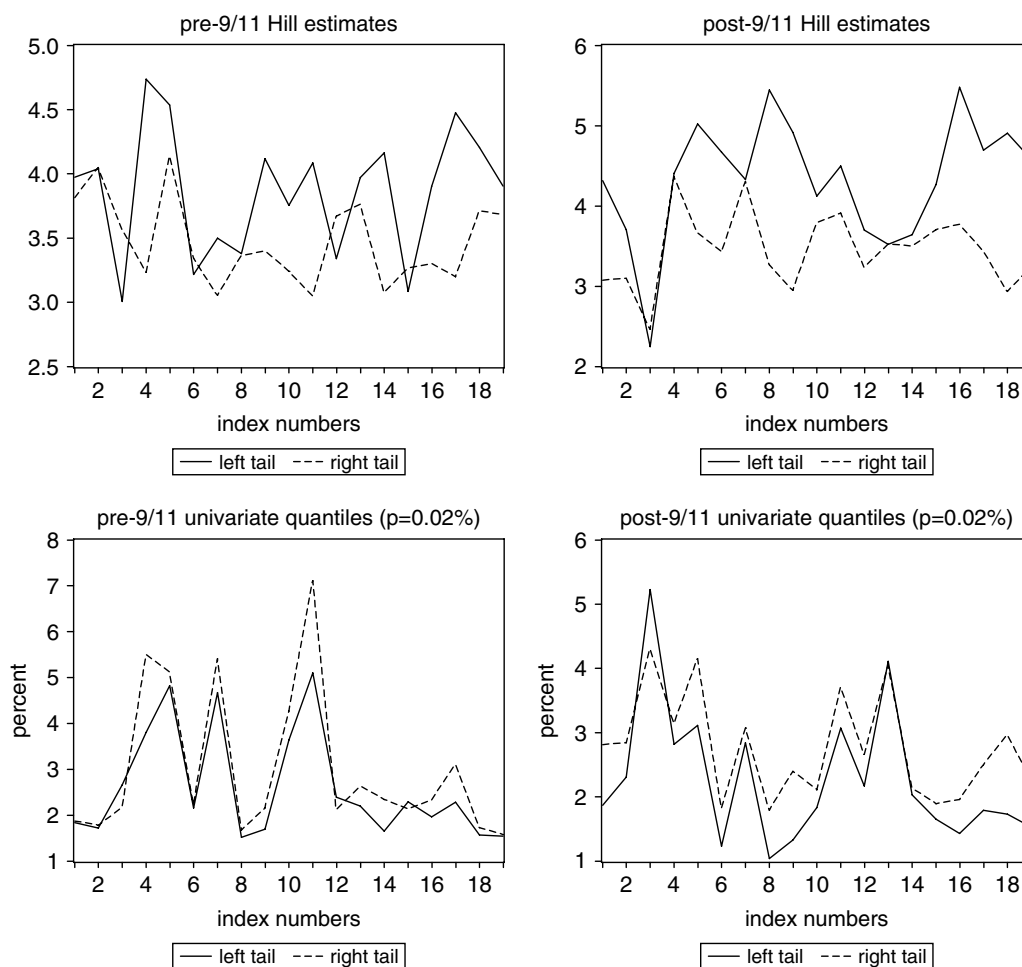 pre-9/11 Hill estimates
5.0
4.5
4.0
3.5
3.0
2.5
2 4 6 8 10 12 14 16 18
index numbers
left tail right tail
post-9/11 Hill estimates
6
5
4
3
2
2 4 6 8 10 12 14 16 18
index numbers
left tail right tail
pre-9/11 univariate quantiles (p=0.02%)
8
7
6
5
4
3
2
1
percent
2 4 6 8 10 12 14 16 18
index numbers
left tail right tail
post-9/11 univariate quantiles (p=0.02%)
6
5
4
3
2
1
percent
2 4 6 8 10 12 14 16 18
index numbers
left tail right tail